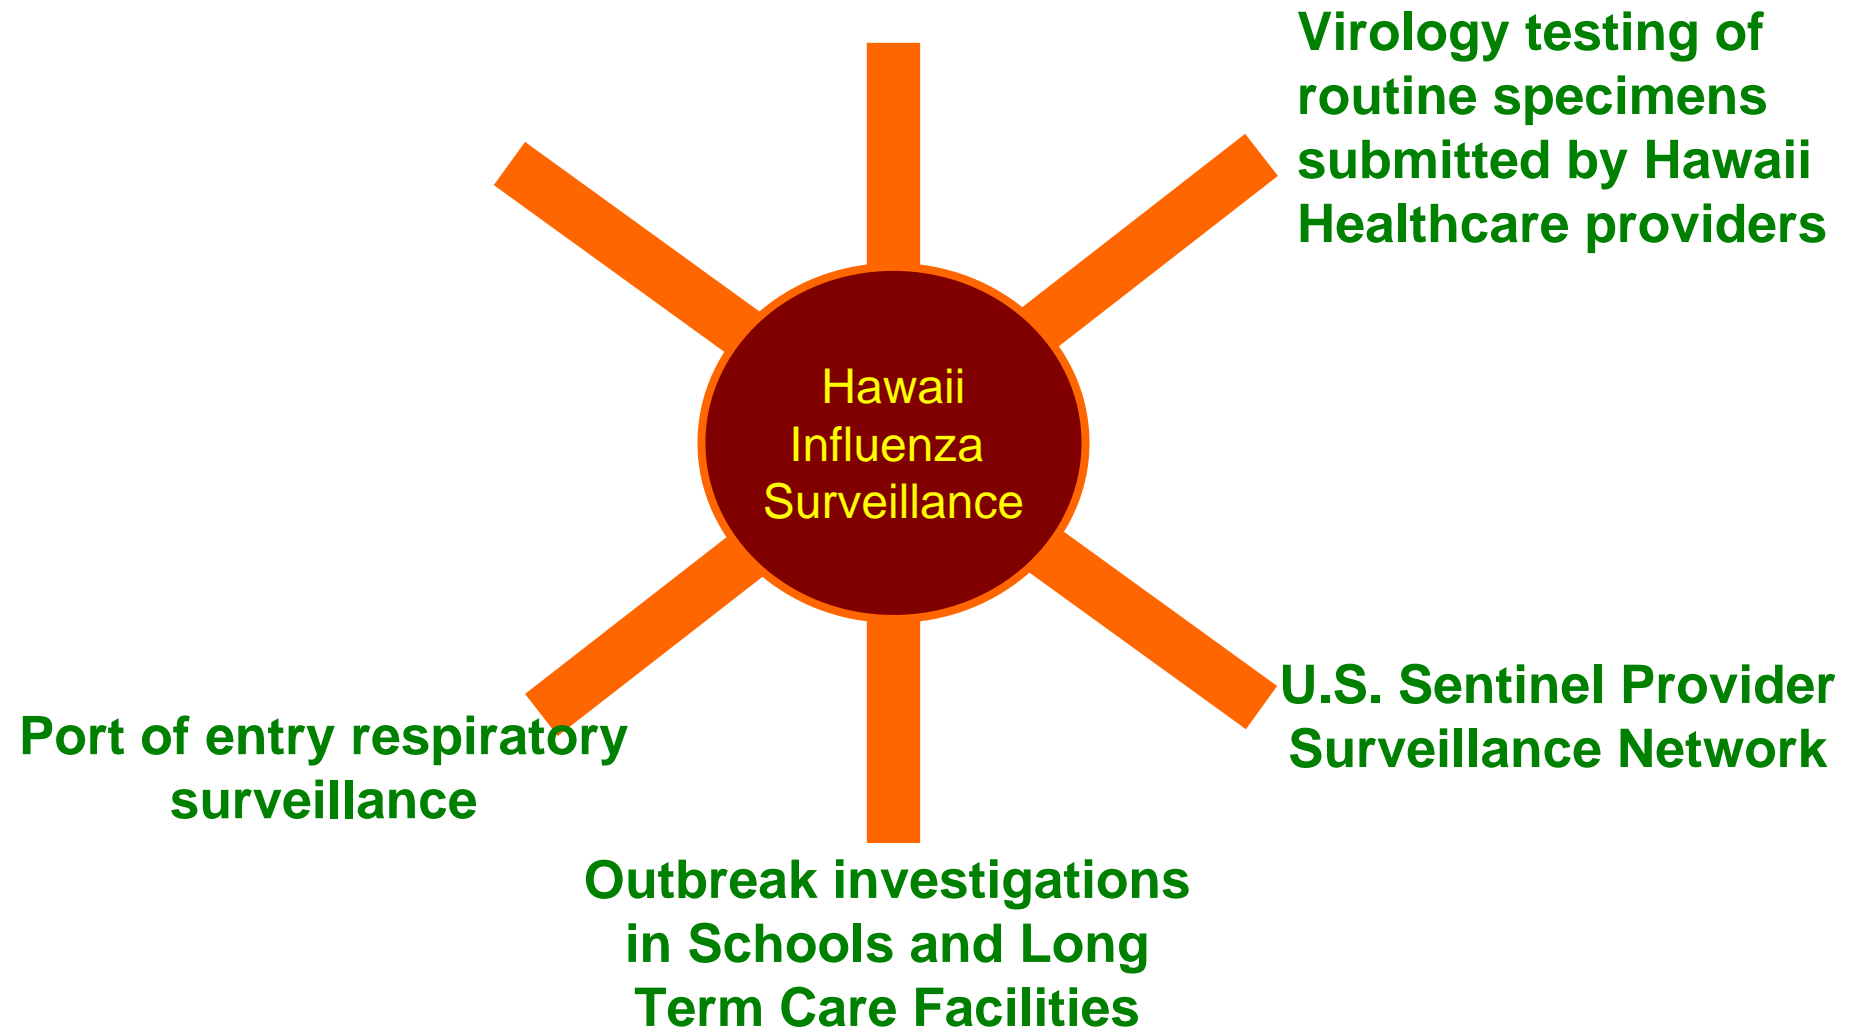 Virology testing of
routine specimens
submitted by Hawaii
Healthcare providers
Hawaii
Influenza
Surveillance
U.S. Sentinel Provider
Surveillance Network
Port of entry respiratory
surveillance
Outbreak investigations
in Schools and Long
Term Care Facilities